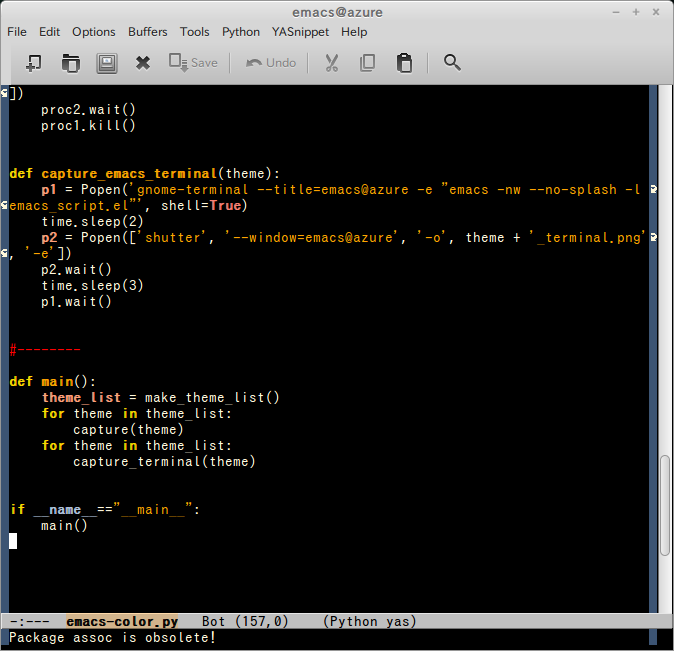 emacs@azure
File Edit Options Buffers Tools Python YASnippet Help
Save Undo
])
    proc2.wait()
    proc1.kill()
def capture_emacs_terminal(theme):
    p1 = Popen('gnome-terminal --title=emacs@azure -e "emacs -nw --no-splash -l
emacs_script.el"', shell=True)
    time.sleep(2)
    p2 = Popen(['shutter', '--window=emacs@azure', '-o', theme + '_terminal.png'
, '-e'])
    p2.wait()
    time.sleep(3)
    p1.wait()
#--------
def main():
    theme_list = make_theme_list()
    for theme in theme_list:
        capture(theme)
    for theme in theme_list:
        capture_terminal(theme)
if __name__=="__main__":
    main()
-:--- emacs-color.py Bot (157,0) (Python yas)
Package assoc is obsolete!